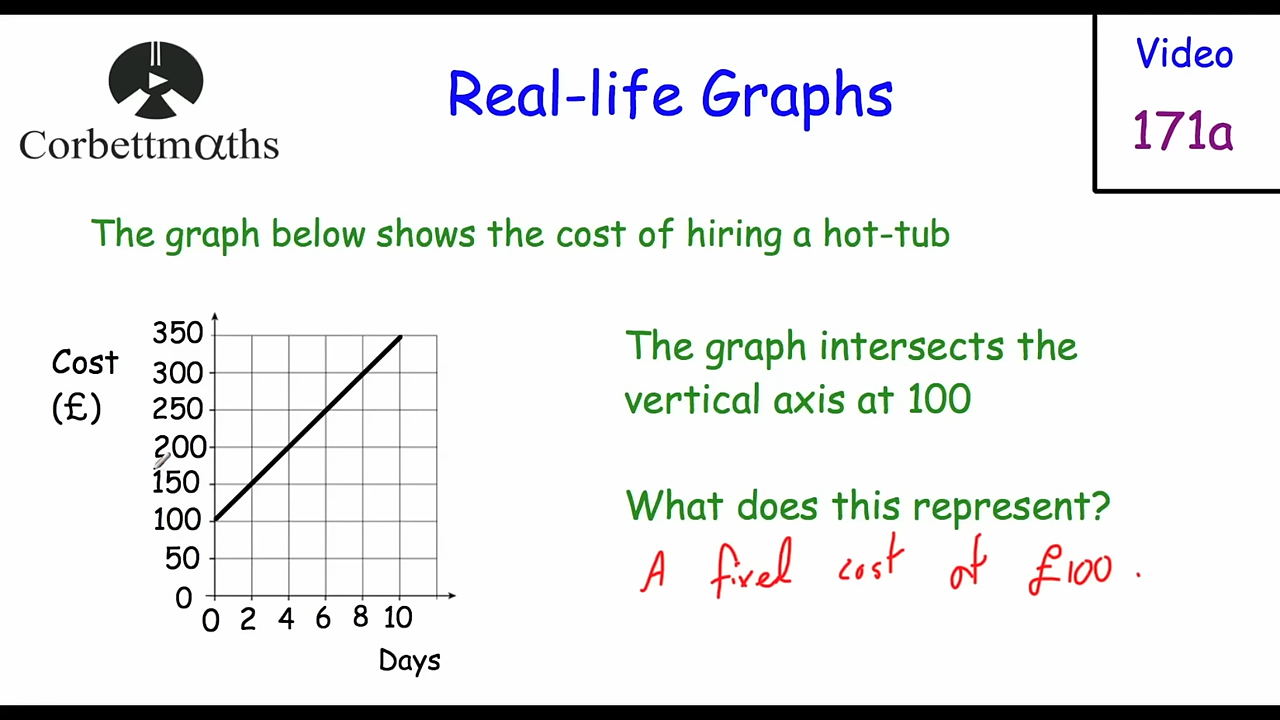 Corbettmαths
Real-life Graphs
Video
171a
The graph below shows the cost of hiring a hot-tub
Cost
(£)
350
300
250
200
150
100
50
0
0 2 4 6 8 10
Days
The graph intersects the
vertical axis at 100
What does this represent?
A fixed cost of £100.